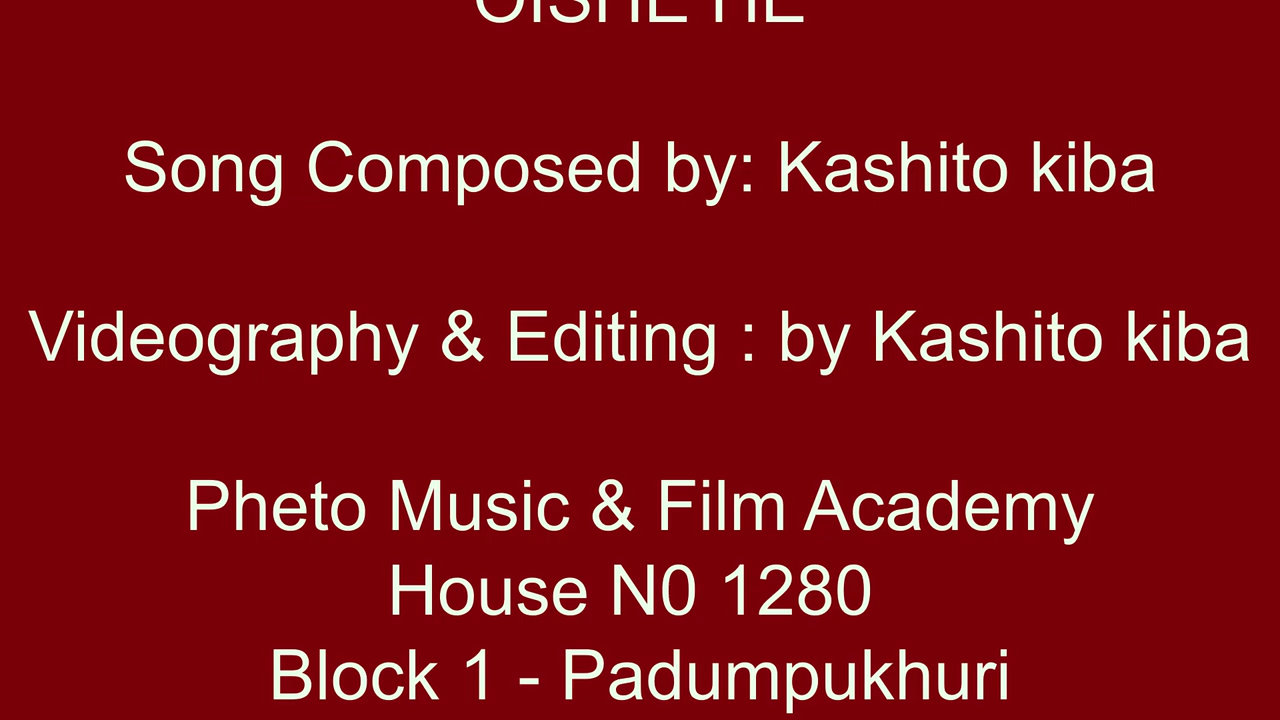 Song Composed by: Kashito kiba
Videography & Editing : by Kashito kiba
Pheto Music & Film Academy
House N0 1280
Block 1 - Padumpukhuri